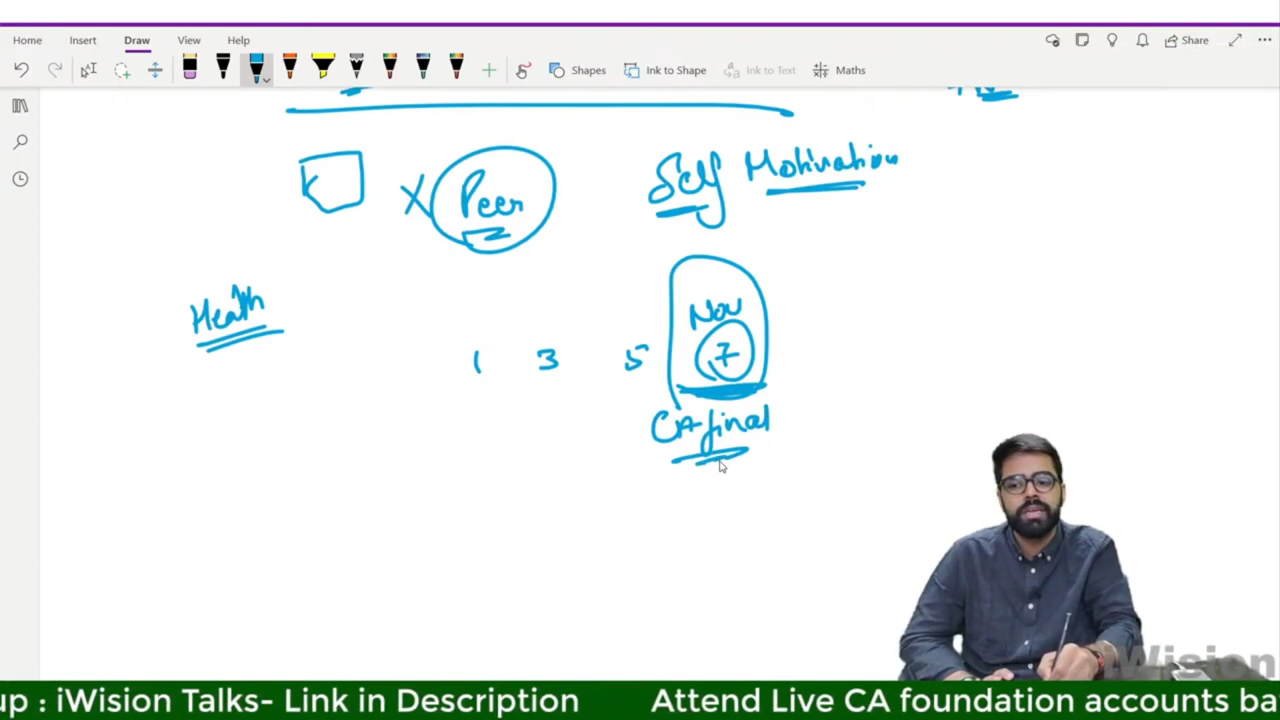 Home Insert Draw View Help
Share
Shapes Ink to Shape Ink to Text Maths
Peer
Self Motivation
Health
Nov
1 3 5 7
CA final
iWision
up : iWision Talks- Link in Description Attend Live CA foundation accounts ba